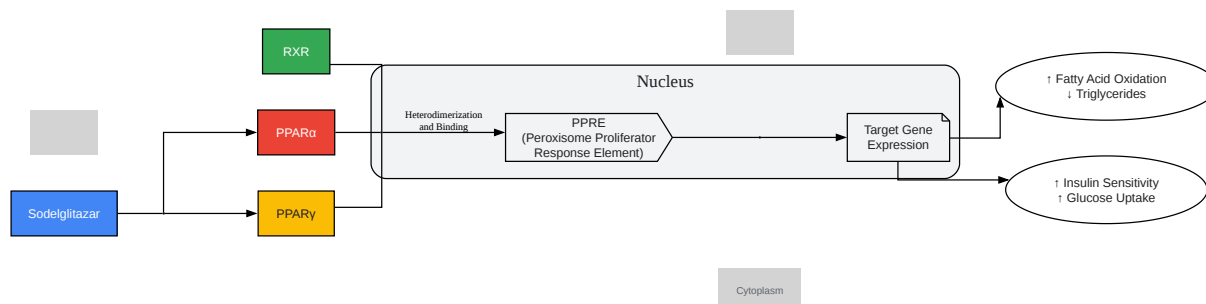 RXR
Nucleus
↑ Fatty Acid Oxidation
↓ Triglycerides
Heterodimerization
and Binding
PPARα
PPRE
(Peroxisome Proliferator
Response Element)
Target Gene
Expression
Sodelglitazar
PPARγ
↑ Insulin Sensitivity
↑ Glucose Uptake
Cytoplasm